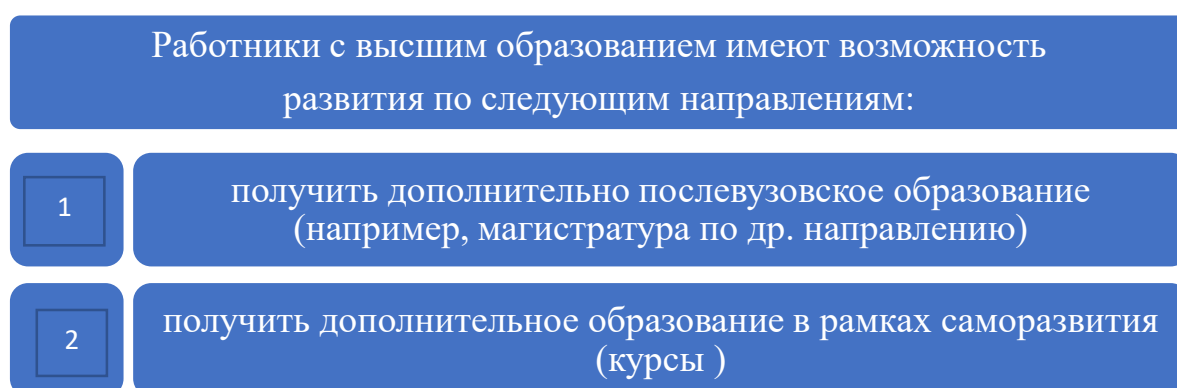 Работники с высшим образованием имеют возможность
развития по следующим направлениям:
1
получить дополнительно послевузовское образование
(например, магистратура по др. направлению)
2
получить дополнительное образование в рамках саморазвития
(курсы )